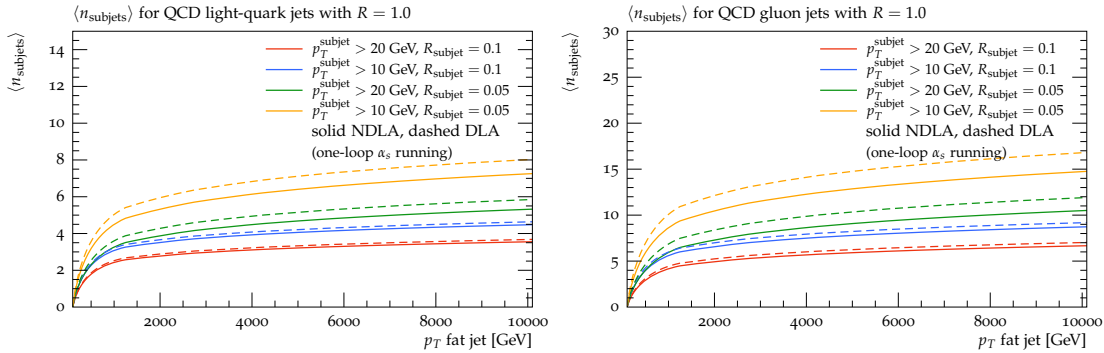 ⟨n_subjets⟩ for QCD light-quark jets with R = 1.0
⟨n_subjets⟩
14
12
10
8
6
4
2
0
p_T^subjet > 20 GeV, R_subjet = 0.1
p_T^subjet > 10 GeV, R_subjet = 0.1
p_T^subjet > 20 GeV, R_subjet = 0.05
p_T^subjet > 10 GeV, R_subjet = 0.05
solid NDLA, dashed DLA
(one-loop α_s running)
2000 4000 6000 8000 10000
p_T fat jet [GeV]
⟨n_subjets⟩ for QCD gluon jets with R = 1.0
⟨n_subjets⟩
30
25
20
15
10
5
0
p_T^subjet > 20 GeV, R_subjet = 0.1
p_T^subjet > 10 GeV, R_subjet = 0.1
p_T^subjet > 20 GeV, R_subjet = 0.05
p_T^subjet > 10 GeV, R_subjet = 0.05
solid NDLA, dashed DLA
(one-loop α_s running)
2000 4000 6000 8000 10000
p_T fat jet [GeV]